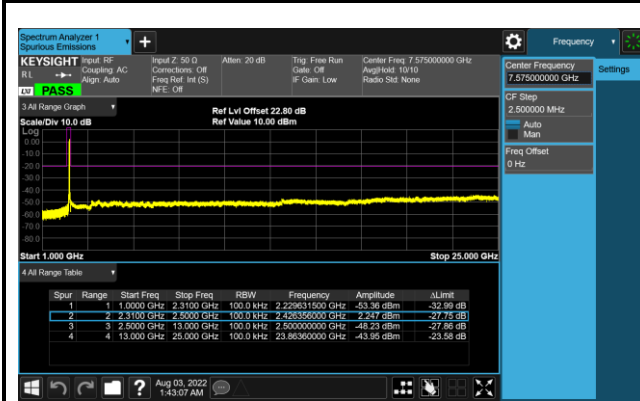 Spectrum Analyzer 1
Spurious Emissions
Frequency
KEYSIGHT
R L
LXI PASS
Input: RF
Coupling: AC
Align: Auto
Input Z: 50 Ω
Corrections: Off
Freq Ref: Int (S)
NFE: Off
Atten: 20 dB
Trig: Free Run
Gate: Off
IF Gain: Low
Center Freq: 7.575000000 GHz
Avg|Hold: 10/10
Radio Std: None
Center Frequency
7.575000000 GHz
Settings
CF Step
2.500000 MHz
Auto
Man
Freq Offset
0 Hz
3 All Range Graph
Scale/Div 10.0 dB
Ref Lvl Offset 22.80 dB
Ref Value 10.00 dBm
Log
0.00
-10.0
-20.0
-30.0
-40.0
-50.0
-60.0
-70.0
-80.0
Start 1.000 GHz
Stop 25.000 GHz
4 All Range Table
Spur Range Start Freq Stop Freq RBW Frequency Amplitude ΔLimit
1 1 1.0000 GHz 2.3100 GHz 100.0 kHz 2.229631500 GHz -53.36 dBm -32.99 dB
2 2 2.3100 GHz 2.5000 GHz 100.0 kHz 2.426356000 GHz 2.247 dBm -27.75 dB
3 3 2.5000 GHz 13.000 GHz 100.0 kHz 2.500000000 GHz -48.23 dBm -27.86 dB
4 4 13.000 GHz 25.000 GHz 100.0 kHz 23.86360000 GHz -43.95 dBm -23.58 dB
Aug 03, 2022
1:43:07 AM